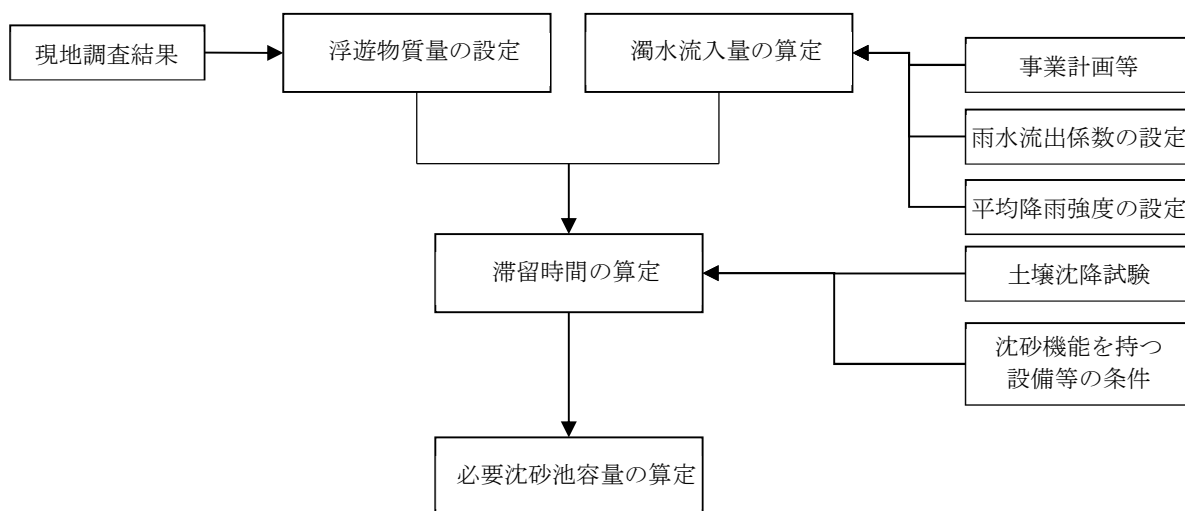 現地調査結果
浮遊物質量の設定
濁水流入量の算定
事業計画等
雨水流出係数の設定
平均降雨強度の設定
滞留時間の算定
土壌沈降試験
沈砂機能を持つ
設備等の条件
必要沈砂池容量の算定